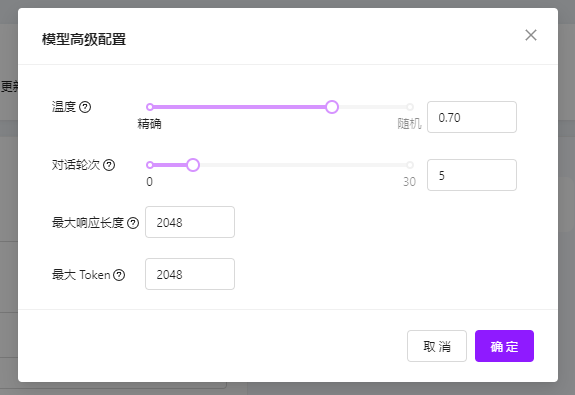 模型高级配置
更新
温度
精确
随机
0.70
对话轮次
0
30
5
最大响应长度
2048
最大 Token
2048
取 消
确 定